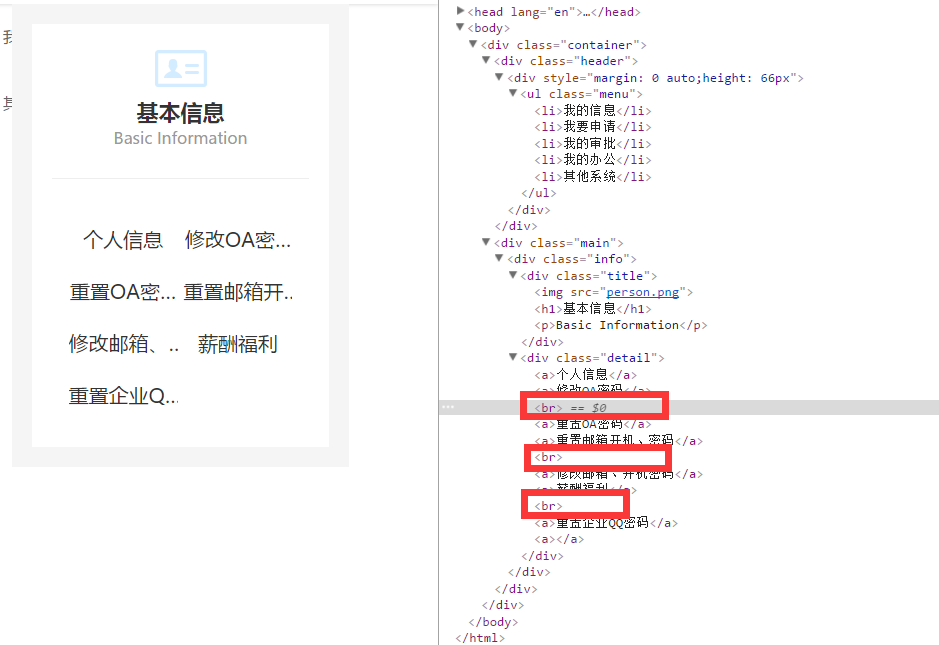 我
其
基本信息
Basic Information
个人信息 修改OA密...
重置OA密... 重置邮箱开..
修改邮箱、.. 薪酬福利
重置企业Q...
▶<head lang="en">…</head>
▼<body>
▼<div class="container">
▼<div class="header">
▼<div style="margin: 0 auto;height: 66px">
▼<ul class="menu">
<li>我的信息</li>
<li>我要申请</li>
<li>我的审批</li>
<li>我的办公</li>
<li>其他系统</li>
</ul>
</div>
</div>
▼<div class="main">
▼<div class="info">
▼<div class="title">
<img src="person.png">
<h1>基本信息</h1>
<p>Basic Information</p>
</div>
▼<div class="detail">
<a>个人信息</a>
<a>修改OA密码</a>
... <br> == $0
<a>重置OA密码</a>
<a>重置邮箱开机、密码</a>
<br>
<a>修改邮箱、开机密码</a>
<a>薪酬福利</a>
<br>
<a>重置企业QQ密码</a>
<a></a>
</div>
</div>
</div>
</div>
</body>
</html>